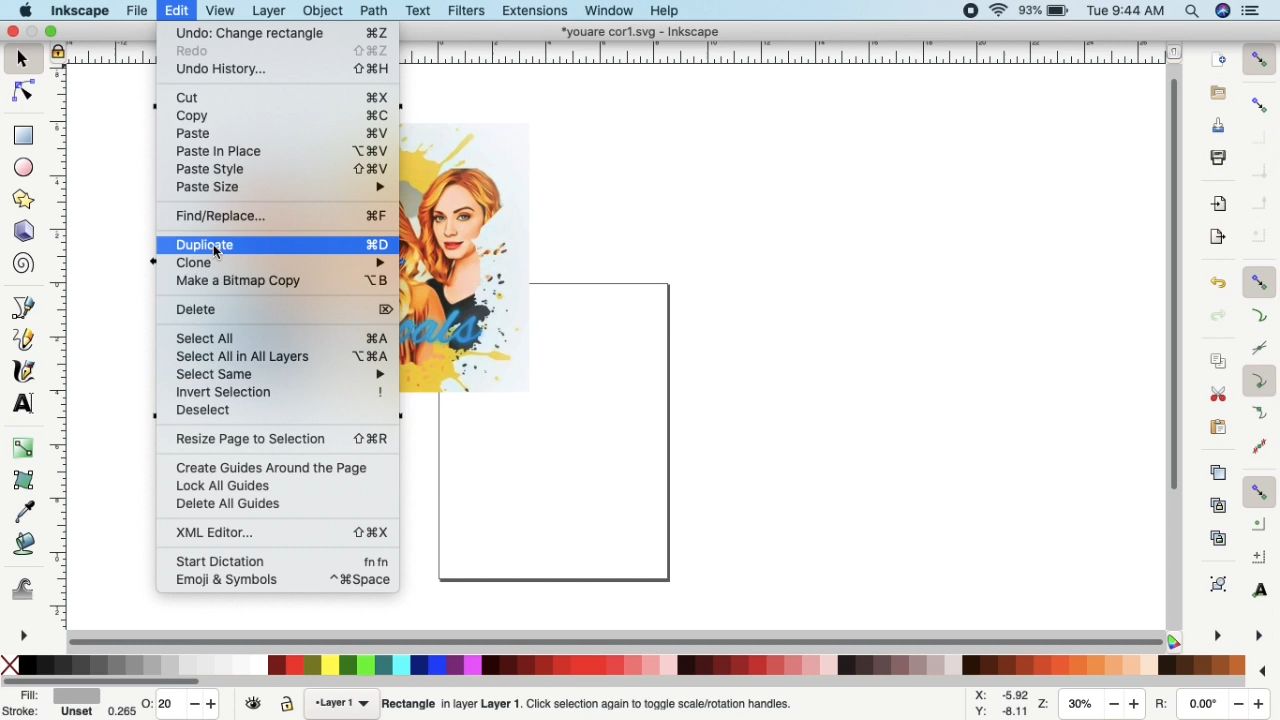 Inkscape File Edit View Layer Object Path Text Filters Extensions Window Help 93% Tue 9:44 AM
*youare cor1.svg - Inkscape
Undo: Change rectangle ⌘Z
Redo ⇧⌘Z
Undo History... ⇧⌘H
Cut ⌘X
Copy ⌘C
Paste ⌘V
Paste In Place ⌥⌘V
Paste Style ⇧⌘V
Paste Size
Find/Replace... ⌘F
Duplicate ⌘D
Clone
Make a Bitmap Copy ⌥B
Delete ⌦
Select All ⌘A
Select All in All Layers ⌥⌘A
Select Same
Invert Selection !
Deselect
Resize Page to Selection ⇧⌘R
Create Guides Around the Page
Lock All Guides
Delete All Guides
XML Editor... ⇧⌘X
Start Dictation fn fn
Emoji & Symbols ^⌘Space
Fill:
Stroke: Unset 0.265 O: 20 •Layer 1 Rectangle in layer Layer 1. Click selection again to toggle scale/rotation handles. X: -5.92 Z: 30% R: 0.00°
Y: -8.11